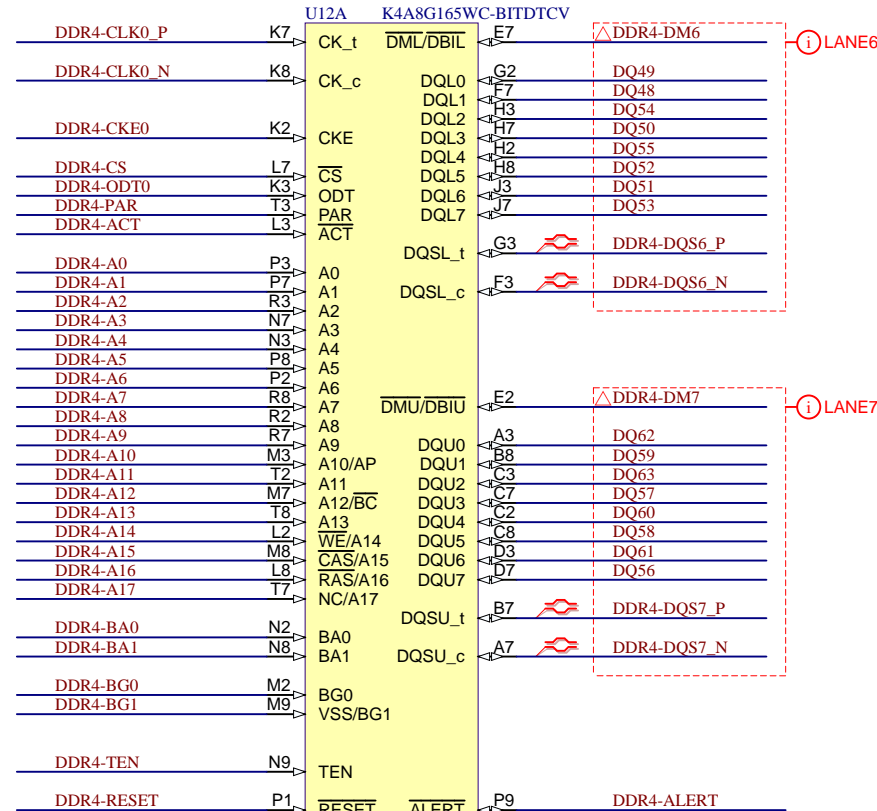 U12A K4A8G165WC-BITDTCV
DDR4-CLK0_P K7 CK_t DML/DBIL E7 DDR4-DM6 i LANE6
DDR4-CLK0_N K8 CK_c DQL0 G2 DQ49
DQL1 F7 DQ48
DQL2 H3 DQ54
DDR4-CKE0 K2 CKE DQL3 H7 DQ50
DQL4 H2 DQ55
DDR4-CS L7 CS DQL5 H8 DQ52
DDR4-ODT0 K3 ODT DQL6 J3 DQ51
DDR4-PAR T3 PAR DQL7 J7 DQ53
DDR4-ACT L3 ACT
DQSL_t G3 DDR4-DQS6_P
DDR4-A0 P3 A0
DDR4-A1 P7 A1 DQSL_c F3 DDR4-DQS6_N
DDR4-A2 R3 A2
DDR4-A3 N7 A3
DDR4-A4 N3 A4
DDR4-A5 P8 A5
DDR4-A6 P2 A6
DDR4-A7 R8 A7 DMU/DBIU E2 DDR4-DM7 i LANE7
DDR4-A8 R2 A8
DDR4-A9 R7 A9 DQU0 A3 DQ62
DDR4-A10 M3 A10/AP DQU1 B8 DQ59
DDR4-A11 T2 A11 DQU2 C3 DQ63
DDR4-A12 M7 A12/BC DQU3 C7 DQ57
DDR4-A13 T8 A13 DQU4 C2 DQ60
DDR4-A14 L2 WE/A14 DQU5 C8 DQ58
DDR4-A15 M8 CAS/A15 DQU6 D3 DQ61
DDR4-A16 L8 RAS/A16 DQU7 D7 DQ56
DDR4-A17 T7 NC/A17
DQSU_t B7 DDR4-DQS7_P
DDR4-BA0 N2 BA0
DDR4-BA1 N8 BA1 DQSU_c A7 DDR4-DQS7_N
DDR4-BG0 M2 BG0
DDR4-BG1 M9 VSS/BG1
DDR4-TEN N9 TEN
DDR4-RESET P1 RESET ALERT P9 DDR4-ALERT